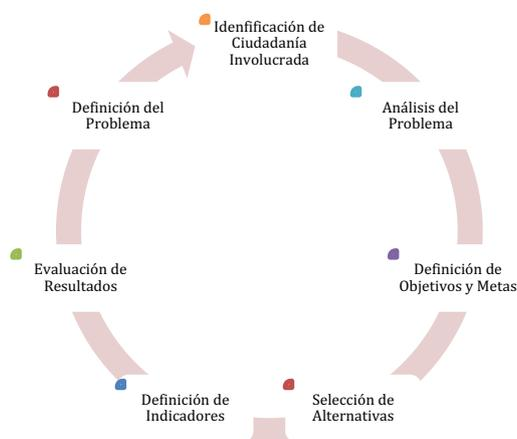 Idenfificación de
Ciudadanía
Involucrada
Análisis del
Problema
Definición de
Objetivos y Metas
Selección de
Alternativas
Definición de
Indicadores
Evaluación de
Resultados
Definición del
Problema